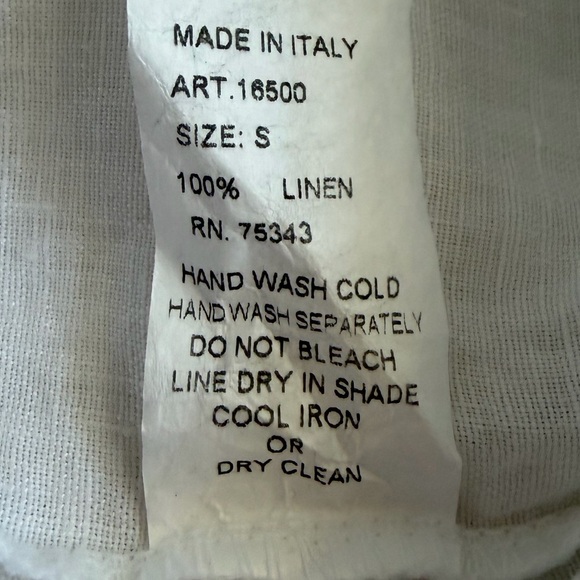 MADE IN ITALY
ART.16500
SIZE: S
100% LINEN
RN. 75343
HAND WASH COLD
HAND WASH SEPARATELY
DO NOT BLEACH
LINE DRY IN SHADE
COOL IRON
OR
DRY CLEAN